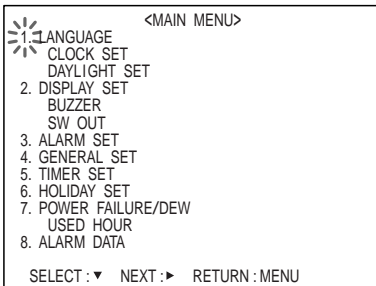 <MAIN MENU>
1. LANGUAGE
CLOCK SET
DAYLIGHT SET
2. DISPLAY SET
BUZZER
SW OUT
3. ALARM SET
4. GENERAL SET
5. TIMER SET
6. HOLIDAY SET
7. POWER FAILURE/DEW
USED HOUR
8. ALARM DATA
SELECT : ▼ NEXT : ► RETURN : MENU